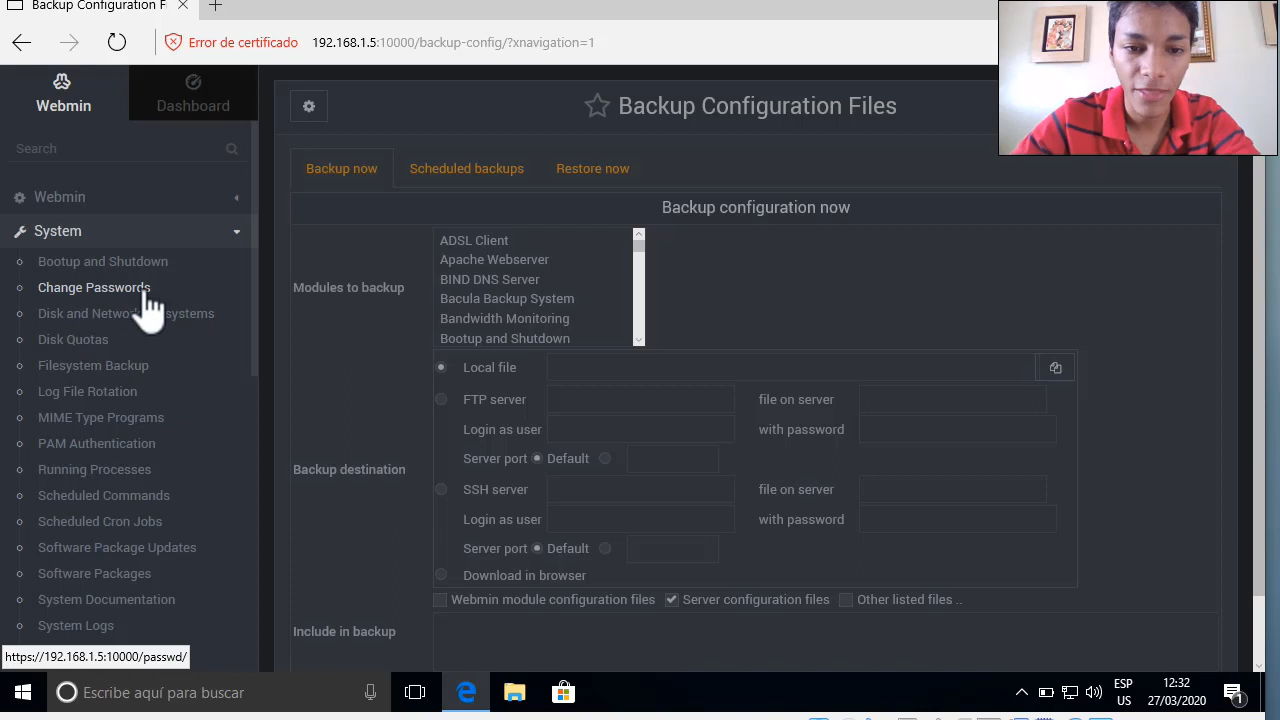 Backup Configuration F
Error de certificado 192.168.1.5:10000/backup-config/?xnavigation=1
Webmin
Dashboard
Search
Webmin
System
Bootup and Shutdown
Change Passwords
Disk and Network systems
Disk Quotas
Filesystem Backup
Log File Rotation
MIME Type Programs
PAM Authentication
Running Processes
Scheduled Commands
Scheduled Cron Jobs
Software Package Updates
Software Packages
System Documentation
System Logs
https://192.168.1.5:10000/passwd/
Backup Configuration Files
Backup now Scheduled backups Restore now
Backup configuration now
Modules to backup
ADSL Client
Apache Webserver
BIND DNS Server
Bacula Backup System
Bandwidth Monitoring
Bootup and Shutdown
Backup destination
Local file
FTP server file on server
Login as user with password
Server port Default
SSH server file on server
Login as user with password
Server port Default
Download in browser
Include in backup
Webmin module configuration files Server configuration files Other listed files ..
Escribe aquí para buscar
ESP
US
12:32
27/03/2020
1